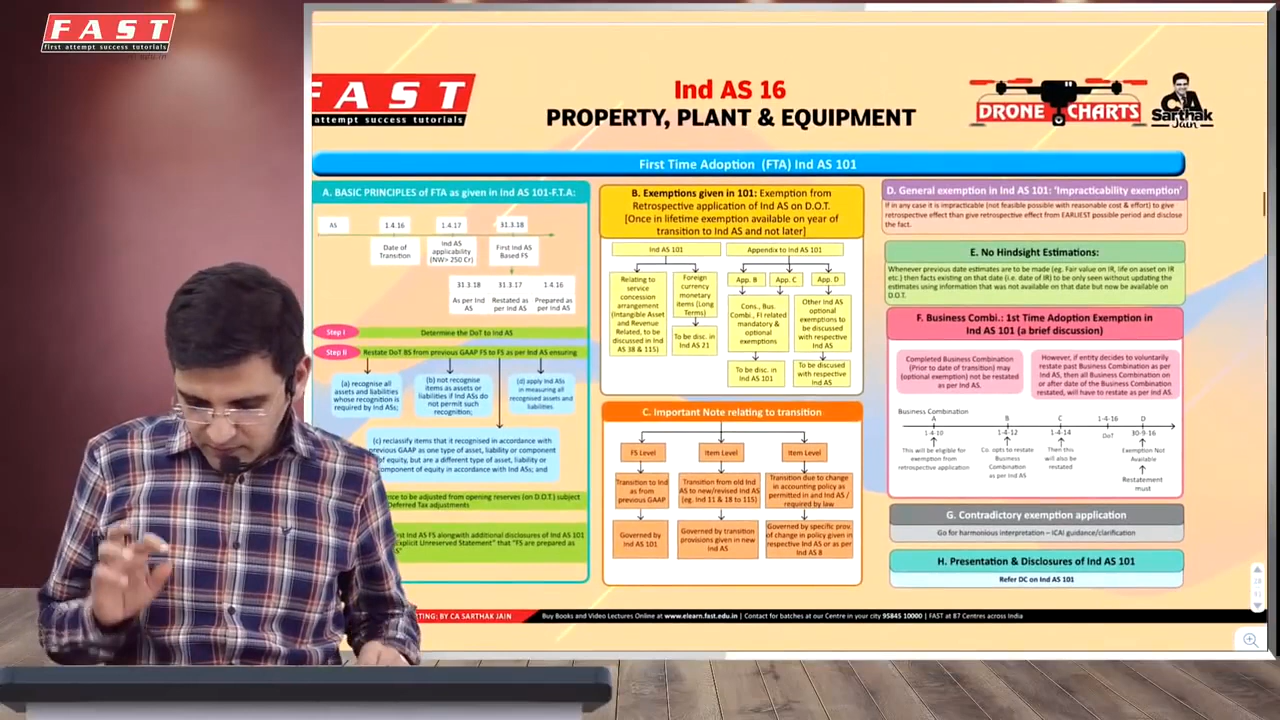 FAST
first attempt success tutorials
FAST
attempt success tutorials
Ind AS 16
PROPERTY, PLANT & EQUIPMENT
DRONE CHARTS
CA
Sarthak
Jain
First Time Adoption (FTA) Ind AS 101
A. BASIC PRINCIPLES of FTA as given in Ind AS 101-F.T.A:
AS
1.4.16
1.4.17
31.3.18
Date of
Transition
Ind AS
applicability
(NW> 250 Cr)
First Ind AS
Based FS
31.3.18
31.3.17
1.4.16
As per Ind
AS
Restated as
per Ind AS
Prepared as
per Ind AS
Step I
Determine the DoT to Ind AS
Step II
Restate DoT BS from previous GAAP FS to FS as per Ind AS ensuring
(a) recognise all
assets and liabilities
whose recognition is
required by Ind ASs;
(b) not recognise
items as assets or
liabilities if Ind ASs do
not permit such
recognition;
(d) apply Ind ASs in
measuring all
recognised assets and
liabilities
(c) reclassify items that it recognised in accordance with
previous GAAP as one type of asset, liability or component
of equity, but are a different type of asset, liability or
component of equity in accordance with Ind ASs; and
to be adjusted from opening reserves (on D.O.T.) subject
Deferred Tax adjustments
Ind AS FS along with additional disclosures of Ind AS 101
Explicit Unreserved Statement" that "FS are prepared as
B. Exemptions given in 101: Exemption from
Retrospective application of Ind AS on D.O.T.
[Once in lifetime exemption available on year of
transition to Ind AS and not later]
Ind AS 101
Appendix to Ind AS 101
Relating to
service
concession
arrangement
(Intangible Asset
and Revenue
Related, to be
discussed in Ind
AS 38 & 115)
Foreign
currency
monetary
items (Long
Terms)
To be disc. in
Ind AS 21
App. B
App. C
App. D
Cons., Bus.
Combi., FI related
mandatory &
optional
exemptions
Other Ind AS
optional
exemptions to
be discussed
with respective
Ind AS
To be disc. in
Ind AS 101
To be discussed
with respective
Ind AS
C. Important Note relating to transition
FS Level
Item Level
Item Level
Transition to Ind
as from previous
GAAP
Transition from old Ind
AS to new/revised Ind AS
(eg. Ind 11 & 18 to 115)
Transition due to change
in accounting policy as
permitted in and Ind AS /
required by law
Governed by
Ind AS 101
Governed by transition
provisions given in new
Ind AS
Governed by specific prov.
of change in policy given in
respective Ind AS or as per
Ind AS 8
D. General exemption in Ind AS 101: 'Impracticability exemption'
If in any case it is impracticable (not feasible possible with reasonable cost & effort) to give
retrospective effect than give retrospective effect from EARLIEST possible period and disclose
the fact.
E. No Hindsight Estimations:
Whenever previous date estimates are to be made (eg. Fair value on IR, life on asset on IR
etc.) then facts existing on that date (i.e. date of IR) to be only seen without updating the
estimates using information that was not available on that date but now be available on
D.O.T.
F. Business Combi.: 1st Time Adoption Exemption in
Ind AS 101 (a brief discussion)
Completed Business Combination
(Prior to date of transition) may
(optional exemption) not be restated
as per Ind AS.
However, if entity decides to voluntarily
restate past Business Combination as per
Ind AS, then all Business Combination on
or after date of the Business Combination
restated, will have to restate as per Ind AS.
Business Combination
A
B
C
1-4-16
D
1-4-10
1-4-12
1-4-14
DoT
30-9-16
This will be eligible for
exemption from
retrospective application
Co. opts to restate
Business
Combination
as per Ind AS
Then this
will also be
restated
Exemption Not
Available
Restatement
must
G. Contradictory exemption application
Go for harmonious interpretation – ICAI guidance/clarification
H. Presentation & Disclosures of Ind AS 101
Refer DC on Ind AS 101
RTING: BY CA SARTHAK JAIN
Buy Books and Video Lectures Online at www.elearn.fast.edu.in | Contact for batches at our Centre in your city 95845 10000 | FAST at 87 Centres across India